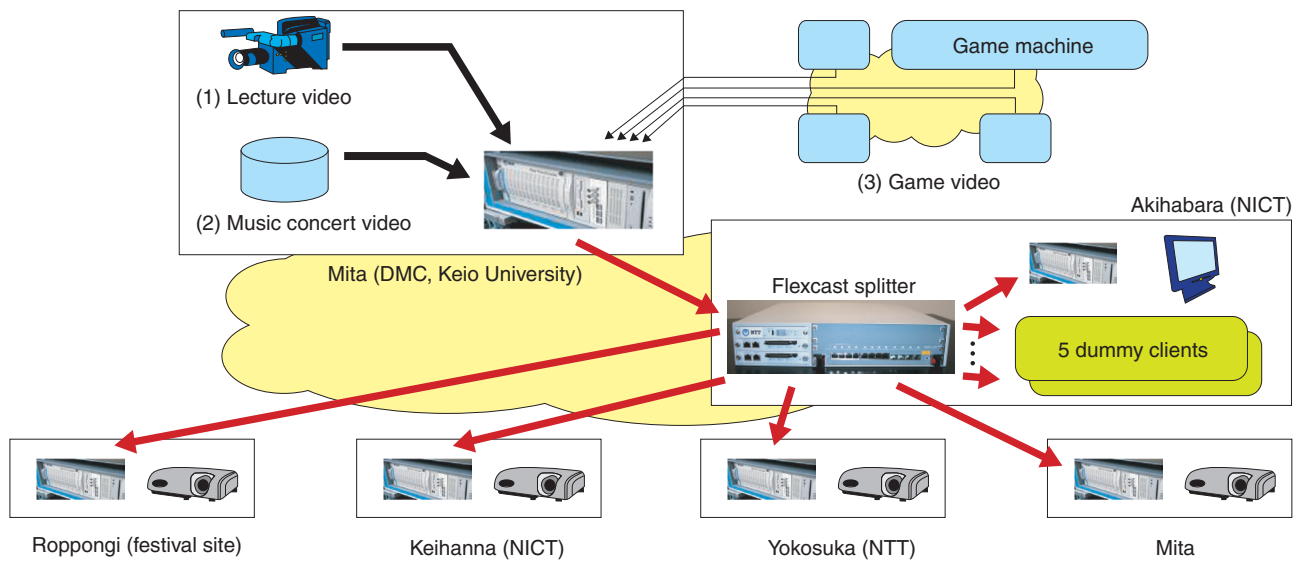 Game machine
(1) Lecture video
(2) Music concert video
(3) Game video
Akihabara (NICT)
Mita (DMC, Keio University)
Flexcast splitter
NTT
5 dummy clients
Roppongi (festival site)
Keihanna (NICT)
Yokosuka (NTT)
Mita